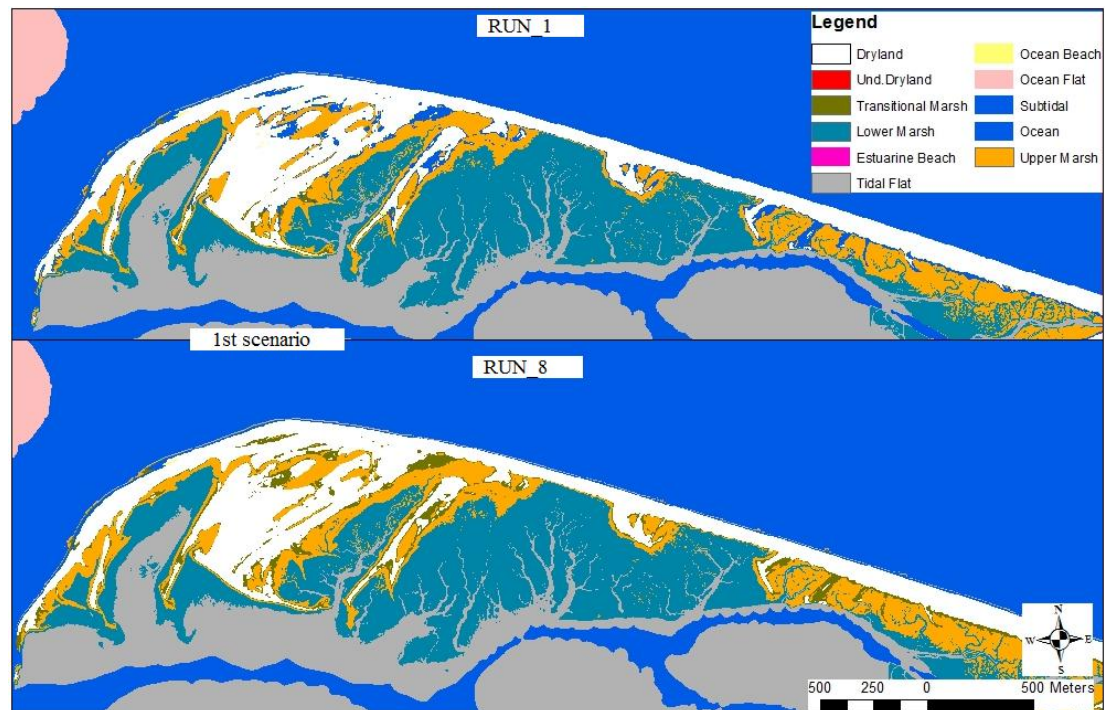 RUN_1
Legend
Dryland
Und.Dryland
Transitional Marsh
Lower Marsh
Estuarine Beach
Tidal Flat
Ocean Beach
Ocean Flat
Subtidal
Ocean
Upper Marsh
1st scenario
RUN_8
N
W E
S
500 250 0 500 Meters